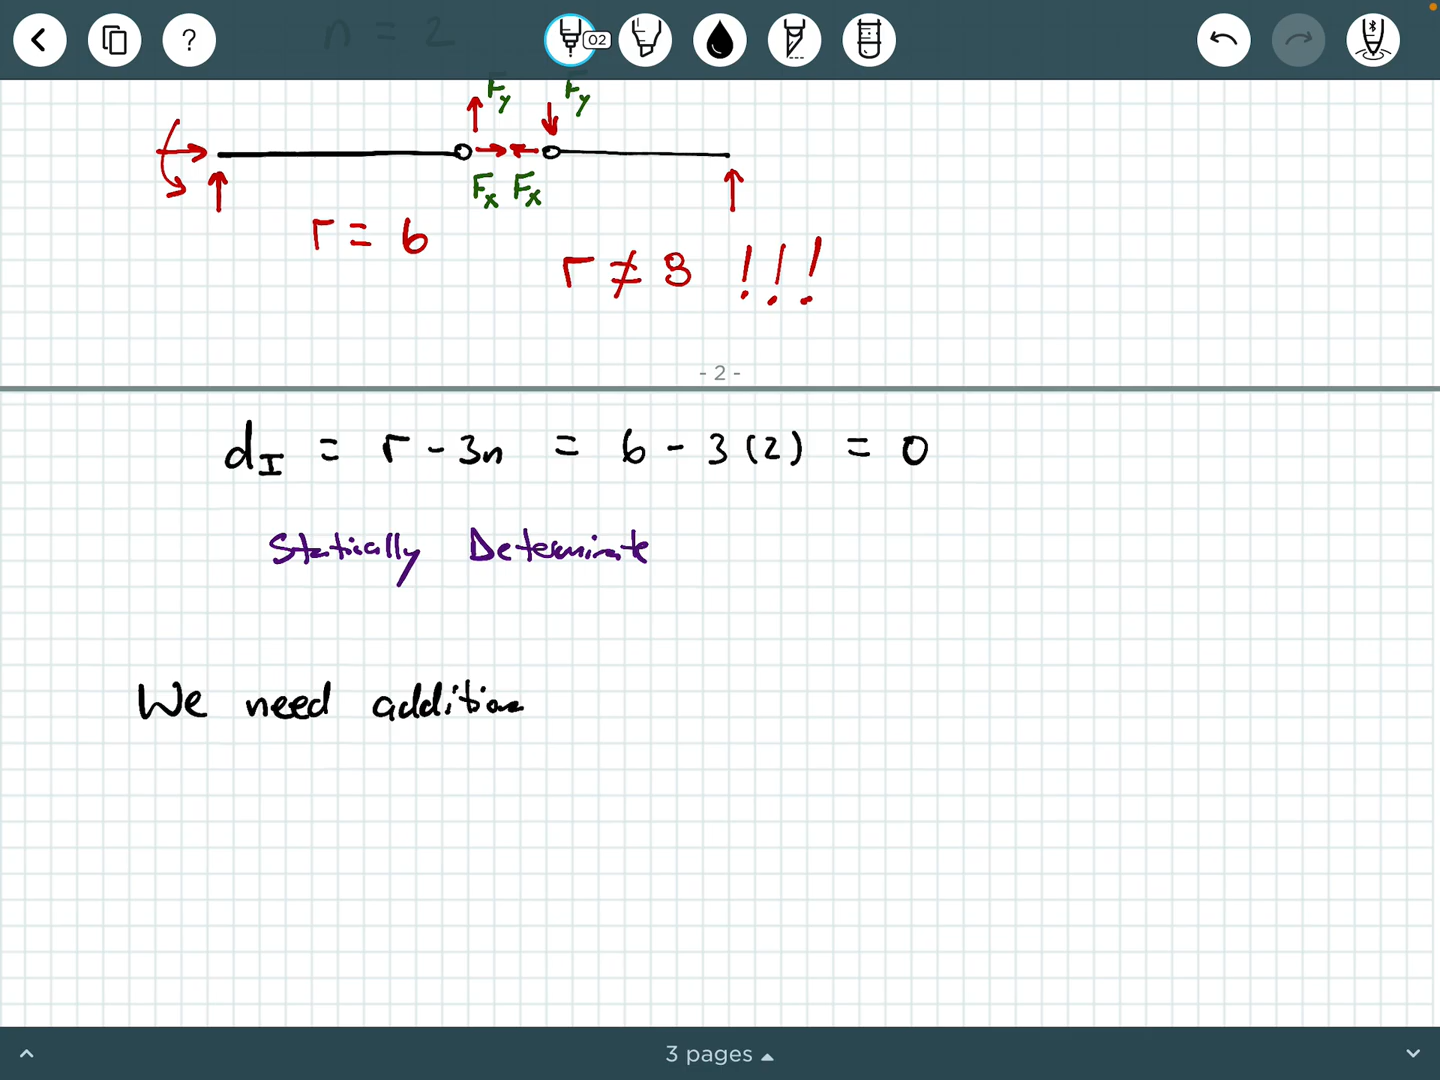 n = 2
02
Fy Fy
Fx Fx
r = 6
r ≠ 8 !!!
- 2 -
dI = r - 3n = 6 - 3(2) = 0
Statically Determinate
We need addition
3 pages